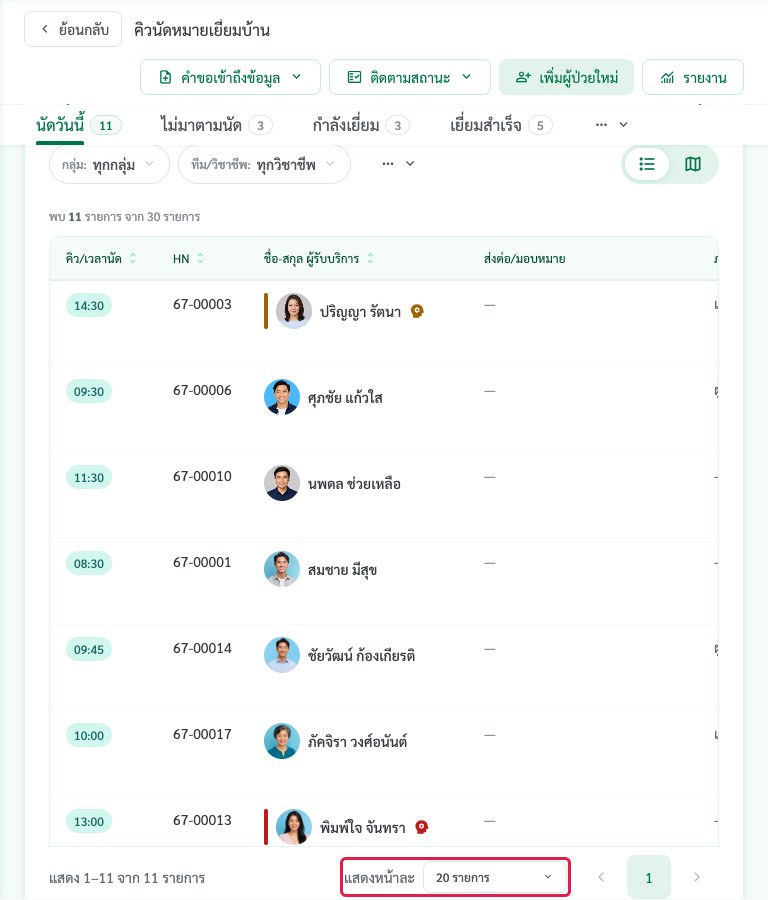 ย้อนกลับ คิวนัดหมายเยี่ยมบ้าน
คำขอเข้าถึงข้อมูล ติดตามสถานะ เพิ่มผู้ป่วยใหม่ รายงาน
นัดวันนี้ 11 ไม่มาตามนัด 3 กำลังเยี่ยม 3 เยี่ยมสำเร็จ 5 ...
กลุ่ม: ทุกกลุ่ม ทีม/วิชาชีพ: ทุกวิชาชีพ ...
พบ 11 รายการ จาก 30 รายการ
คิว/เวลานัด HN ชื่อ-สกุล ผู้รับบริการ ส่งต่อ/มอบหมาย
14:30 67-00003 ปริญญา รัตนา —
09:30 67-00006 ศุภชัย แก้วใส —
11:30 67-00010 นพดล ช่วยเหลือ —
08:30 67-00001 สมชาย มีสุข —
09:45 67-00014 ชัยวัฒน์ ก้องเกียรติ —
10:00 67-00017 ภัคจิรา วงศ์อนันต์ —
13:00 67-00013 พิมพ์ใจ จันทรา —
แสดง 1–11 จาก 11 รายการ แสดงหน้าละ 20 รายการ 1